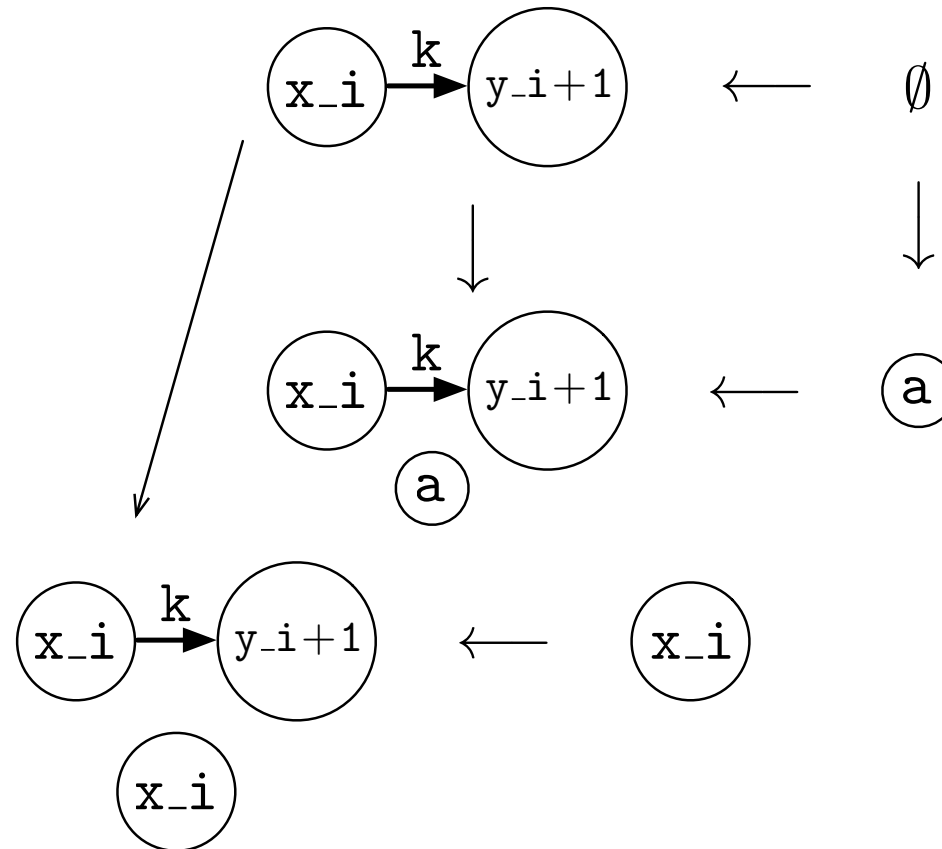 k
x_i y_i+1 ∅
k
x_i y_i+1 a
a
k
x_i y_i+1 x_i
x_i